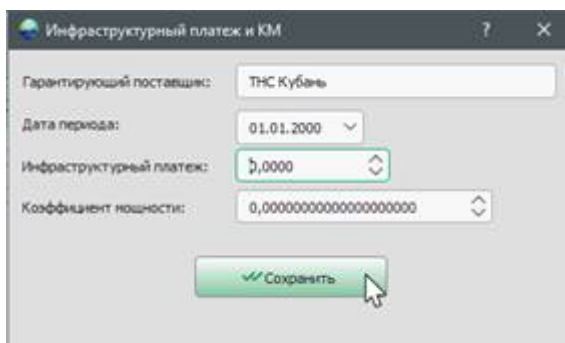 Инфраструктурный платеж и КМ ? ×
Гарантирующий поставщик: ТНС Кубань
Дата периода: 01.01.2000
Инфраструктурный платеж: 0,0000
Коэффициент мощности: 0,00000000000000000000
Сохранить